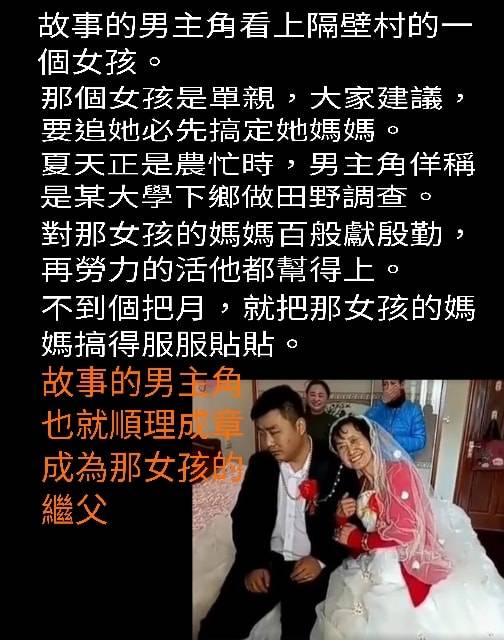 故事的男主角看上隔壁村的一
個女孩。
那個女孩是單親，大家建議，
要追她必先搞定她媽媽。
夏天正是農忙時，男主角佯稱
是某大學下鄉做田野調查。
對那女孩的媽媽百般獻殷勤，
再勞力的活他都幫得上。
不到個把月，就把那女孩的媽
媽搞得服服貼貼。
故事的男主角
也就順理成章
成為那女孩的
繼父